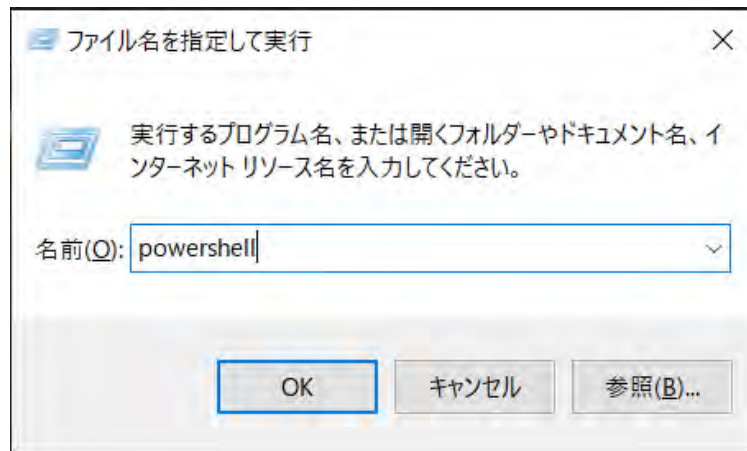 ファイル名を指定して実行
実行するプログラム名、または開くフォルダーやドキュメント名、イ
ンターネット リソース名を入力してください。
名前(O): powershell
OK キャンセル 参照(B)...